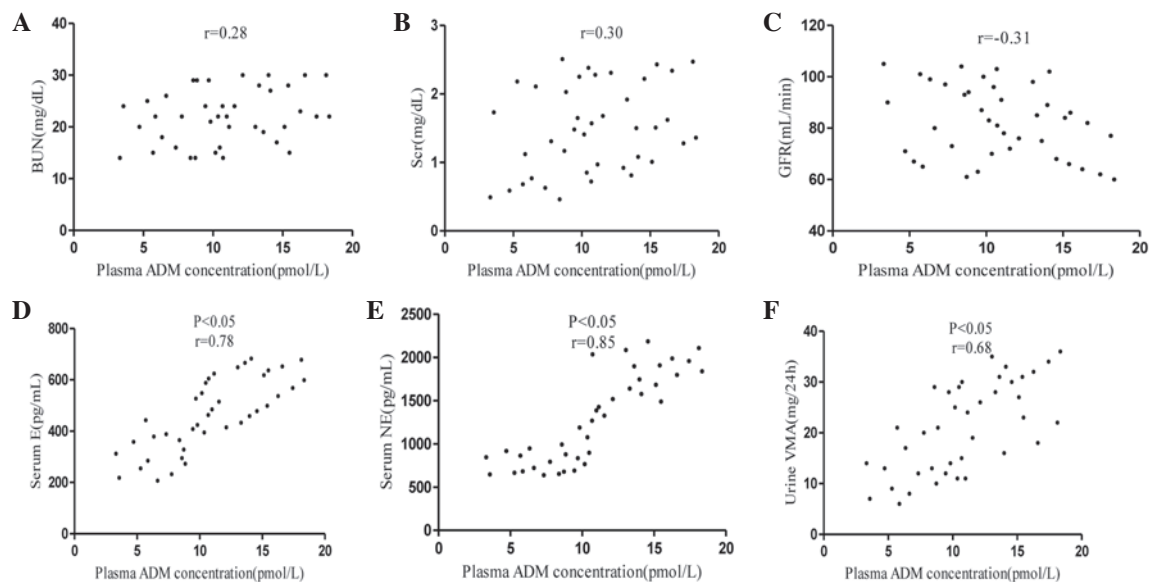 A
r=0.28
BUN(mg/dL)
40
30
20
10
0
0 5 10 15 20
Plasma ADM concentration(pmol/L)
B
r=0.30
Scr(mg/dL)
3
2
1
0
0 5 10 15 20
Plasma ADM concentration(pmol/L)
C
r=-0.31
GFR(mL/min)
120
100
80
60
40
0 5 10 15 20
Plasma ADM concentration(pmol/L)
D
P<0.05
r=0.78
Serum E(pg/mL)
800
600
400
200
0
0 5 10 15 20
Plasma ADM concentration(pmol/L)
E
P<0.05
r=0.85
Serum NE(pg/mL)
2500
2000
1500
1000
500
0
0 5 10 15 20
Plasma ADM concentration(pmol/L)
F
P<0.05
r=0.68
Urine VMA(mg/24h)
40
30
20
10
0
0 5 10 15 20
Plasma ADM concentration(pmol/L)